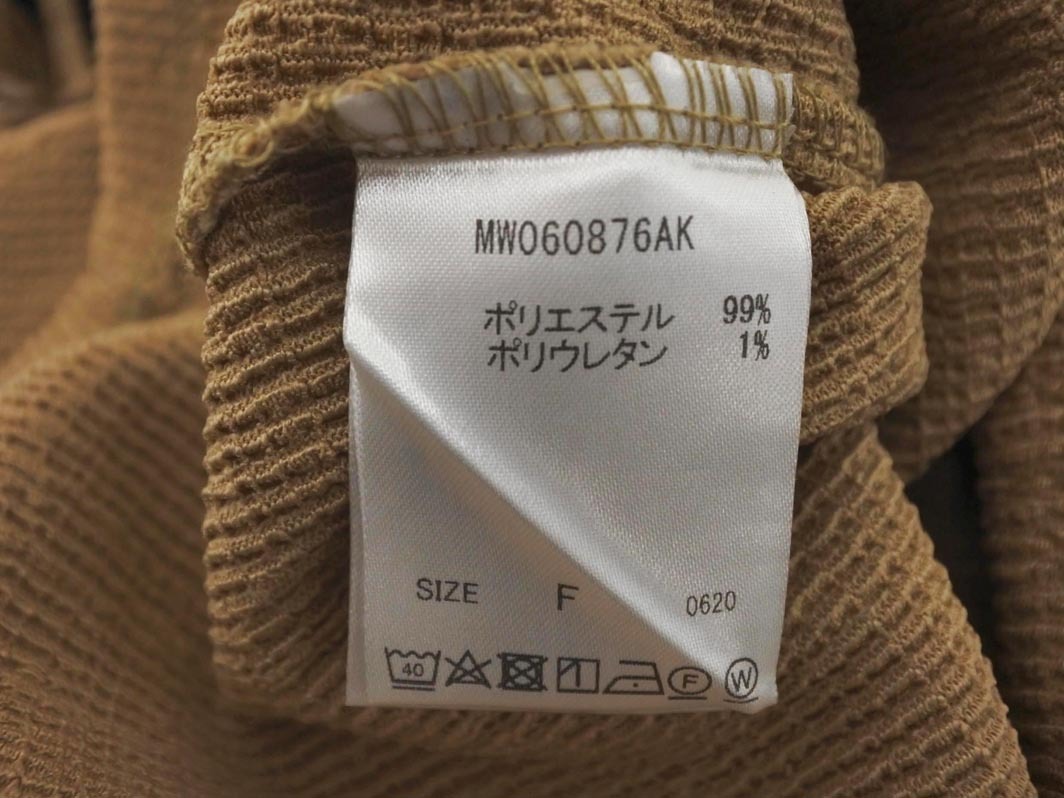 MW060876AK
ポリエステル 99%
ポリウレタン 1%
SIZE F 0620
40 F W